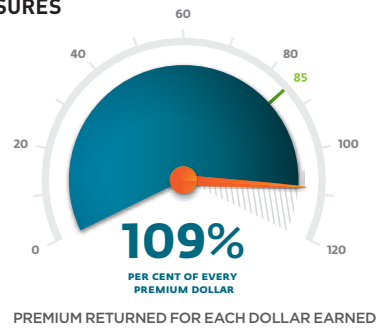 SURES
60
40
80
85
20
100
0
120
109%
PER CENT OF EVERY
PREMIUM DOLLAR
PREMIUM RETURNED FOR EACH DOLLAR EARNED